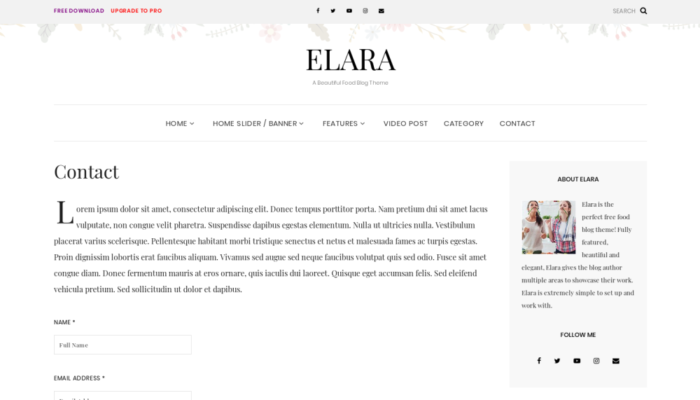 FREE DOWNLOAD UPGRADE TO PRO SEARCH
ELARA
A Beautiful Food Blog Theme
HOME HOME SLIDER / BANNER FEATURES VIDEO POST CATEGORY CONTACT
Contact
Lorem ipsum dolor sit amet, consectetur adipiscing elit. Donec tempus porttitor porta. Nam pretium dui sit amet lacus
vulputate, non congue velit pharetra. Suspendisse dapibus egestas elementum. Nulla ut ultricies nulla. Vestibulum
placerat varius scelerisque. Pellentesque habitant morbi tristique senectus et netus et malesuada fames ac turpis egestas.
Proin dignissim lobortis erat faucibus aliquam. Vivamus sed augue sed neque faucibus volutpat quis sed odio. Fusce sit amet
congue diam. Donec fermentum mauris at eros ornare, quis iaculis dui laoreet. Quisque eget accumsan felis. Sed eleifend
vehicula pretium. Sed sollicitudin ut dolor et dapibus.
NAME *
Full Name
EMAIL ADDRESS *
ABOUT ELARA
Elara is the
perfect free food
blog theme! Fully
featured,
beautiful and
elegant, Elara gives the blog author
multiple areas to showcase their work.
Elara is extremely simple to set up and
work with.
FOLLOW ME